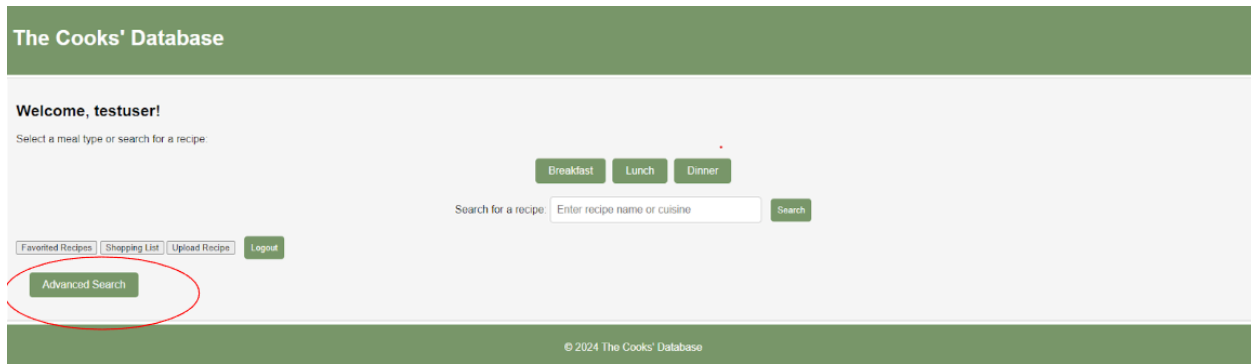 The Cooks' Database
Welcome, testuser!
Select a meal type or search for a recipe:
Breakfast Lunch Dinner
Search for a recipe: Enter recipe name or cuisine Search
Favorited Recipes Shopping List Upload Recipe Logout
Advanced Search
© 2024 The Cooks' Database